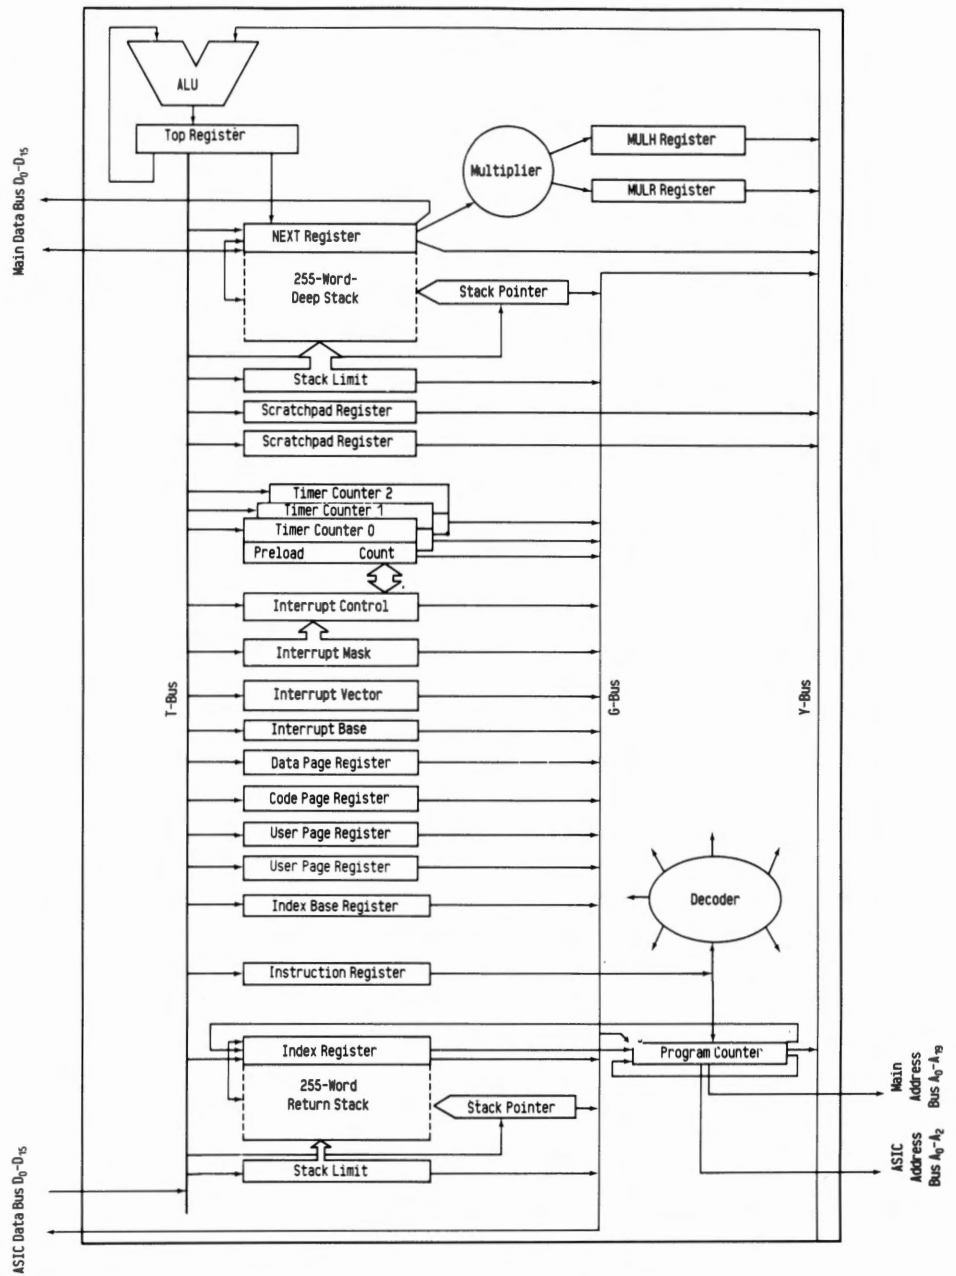 ALU
Top Register
Main Data Bus D₀-D₁₅
Multiplier
MULH Register
MULR Register
NEXT Register
255-Word-
Deep Stack
Stack Pointer
Stack Limit
Scratchpad Register
Scratchpad Register
Timer Counter 2
Timer Counter 1
Timer Counter 0
Preload Count
Interrupt Control
Interrupt Mask
T-Bus
Interrupt Vector
G-Bus
Y-Bus
Interrupt Base
Data Page Register
Code Page Register
User Page Register
User Page Register
Index Base Register
Decoder
Instruction Register
Index Register
Program Counter
255-Word
Return Stack
Stack Pointer
Stack Limit
Main
Address
Bus A₀-A₁₉
ASIC
Address
Bus A₀-A₂
ASIC Data Bus D₀-D₁₅